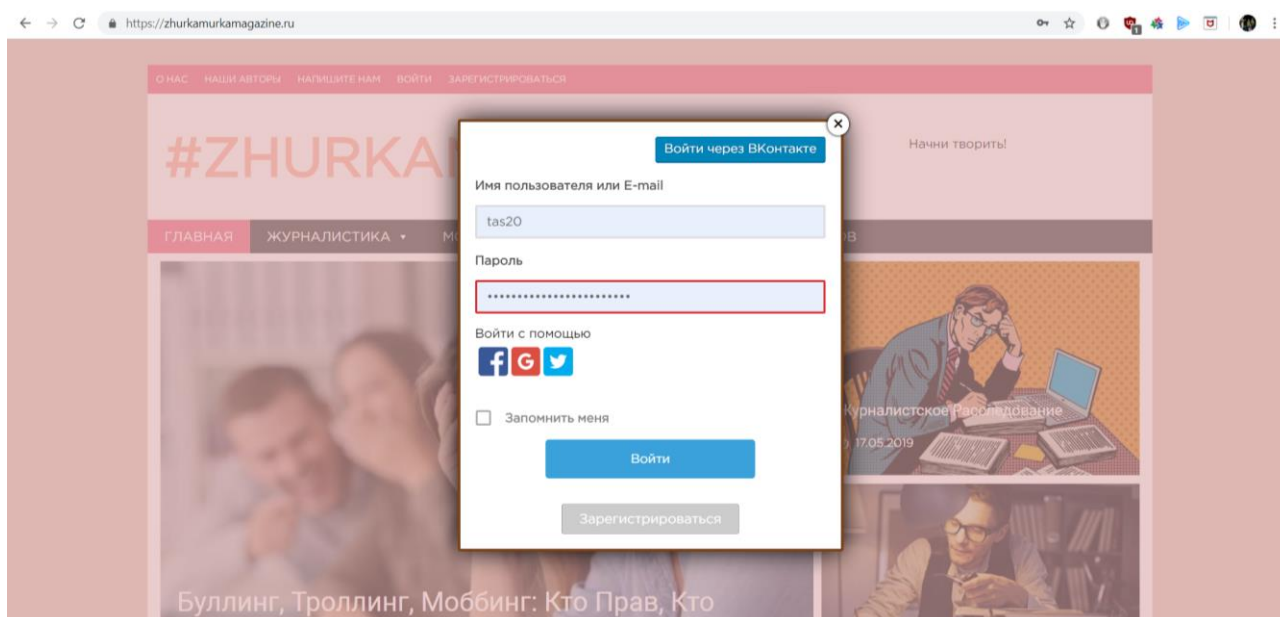 https://zhurkamurkamagazine.ru
1
О НАС НАШИ АВТОРЫ НАПИШИТЕ НАМ ВОЙТИ ЗАРЕГИСТРИРОВАТЬСЯ
#ZHURKA
Начни творить!
Войти через ВКонтакте
Имя пользователя или E-mail
tas20
ГЛАВНАЯ ЖУРНАЛИСТИКА
Пароль
••••••••••••••••••••••••
Войти с помощью
Запомнить меня
Журналистское Расследование
17.05.2019
Войти
Зарегистрироваться
Буллинг, Троллинг, Моббинг: Кто Прав, Кто